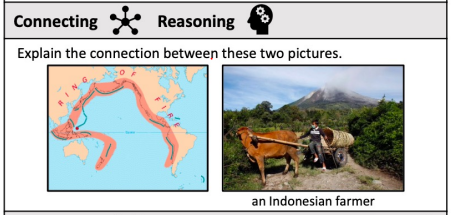 Connecting Reasoning
Explain the connection between these two pictures.
RING OF FIRE
an Indonesian farmer